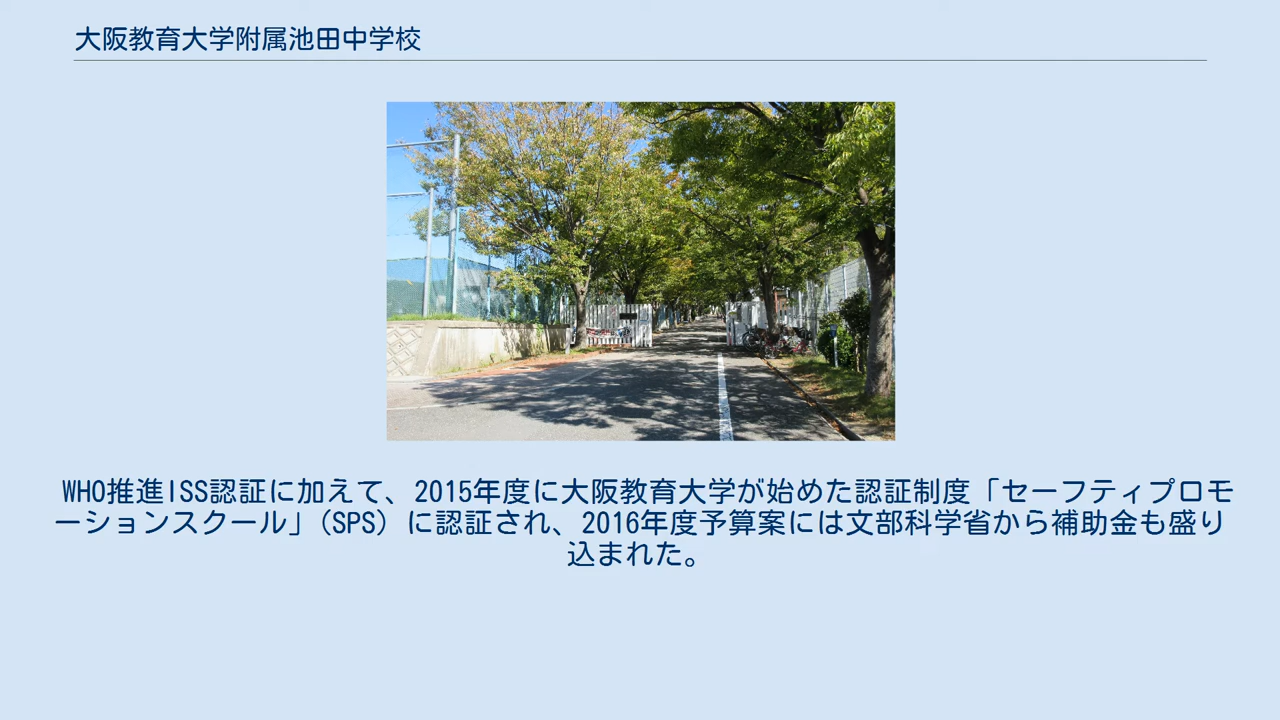 大阪教育大学附属池田中学校
WHO推進ISS認証に加えて、2015年度に大阪教育大学が始めた認証制度「セーフティプロモ
ーションスクール」(SPS) に認証され、2016年度予算案には文部科学省から補助金も盛り
込まれた。